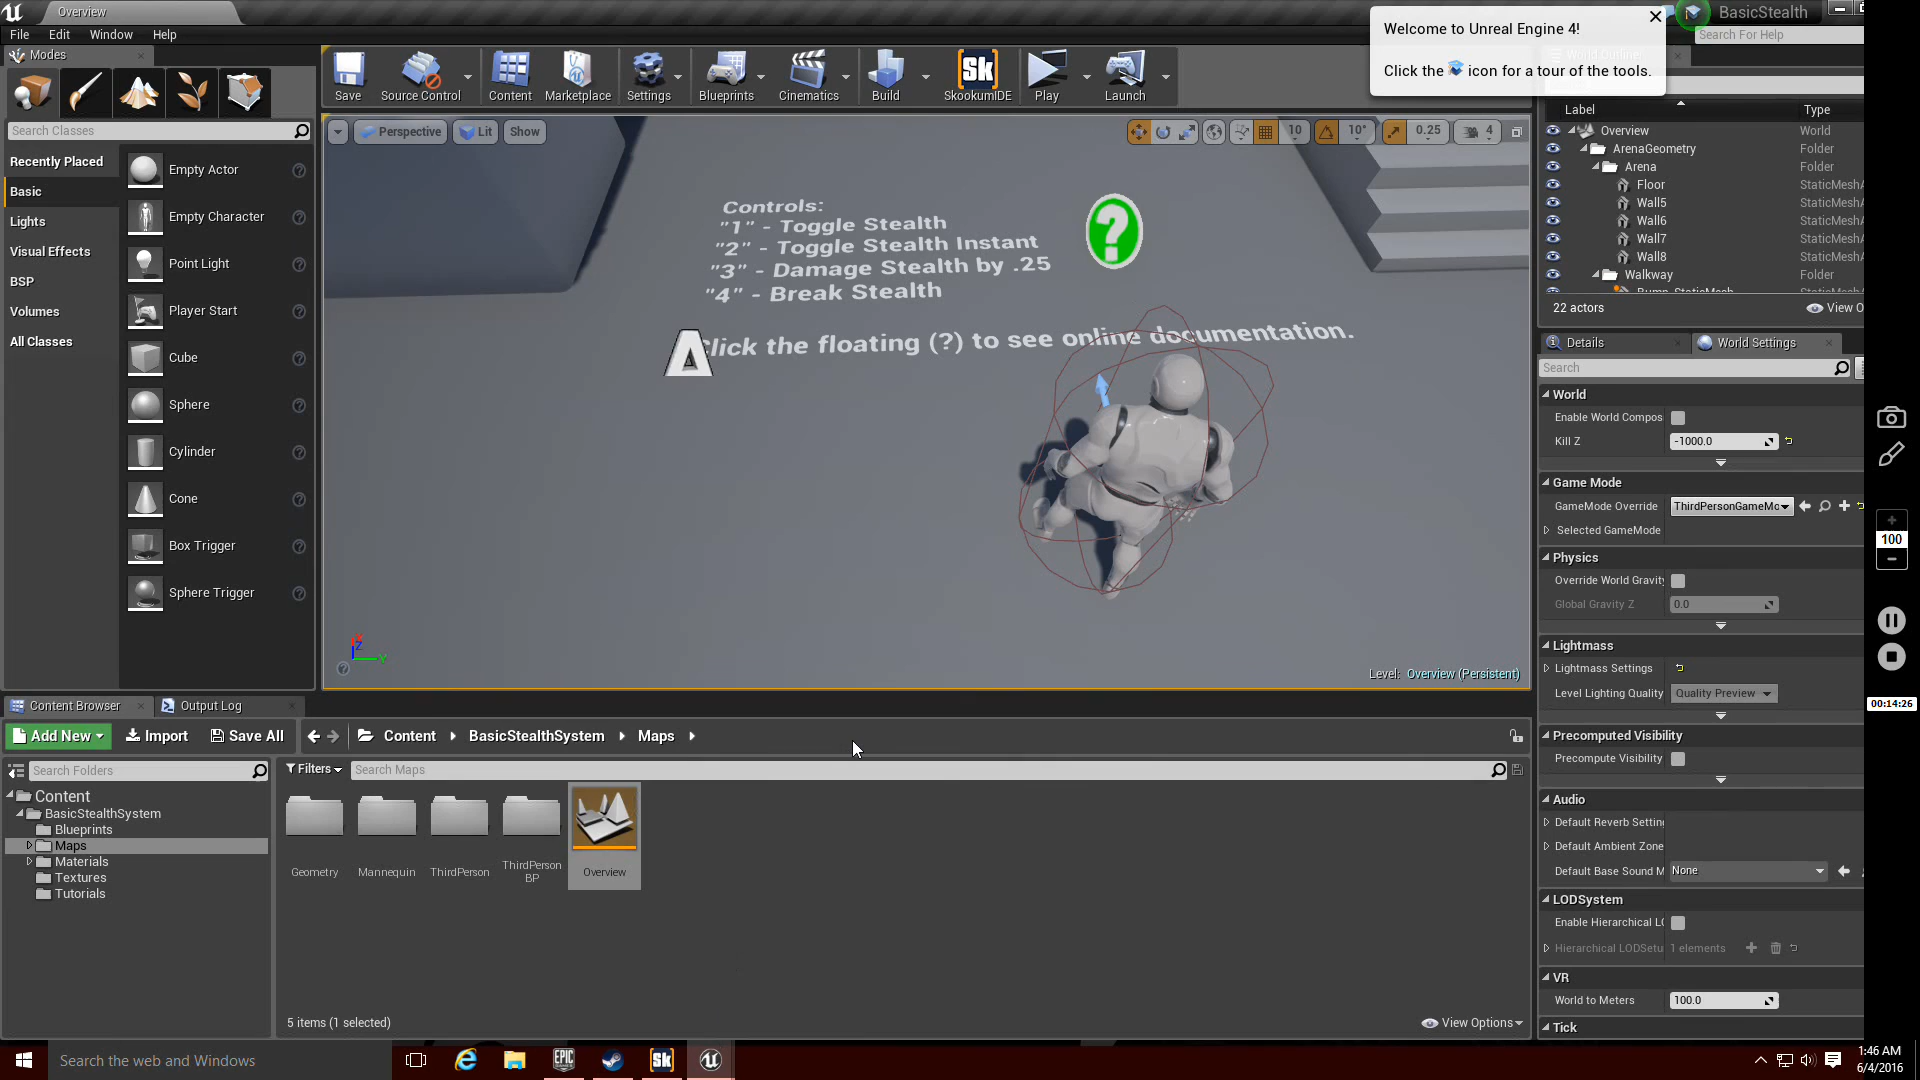 Overview
BasicStealth
File
Edit
Window
Help
Search For Help
Welcome to Unreal Engine 4!
Click the icon for a tour of the tools.
Modes
Save
Source Control
Content
Marketplace
Settings
Blueprints
Cinematics
Build
Sk
SkookumIDE
Play
Launch
Search Classes
Recently Placed
Basic
Lights
Visual Effects
BSP
Volumes
All Classes
Empty Actor
Empty Character
Point Light
Player Start
Cube
Sphere
Cylinder
Cone
Box Trigger
Sphere Trigger
Perspective
Lit
Show
10
10°
0.25
4
Controls:
"1" - Toggle Stealth
"2" - Toggle Stealth Instant
"3" - Damage Stealth by .25
"4" - Break Stealth
Click the floating (?) to see online documentation.
Level: Overview (Persistent)
Label
Type
Overview
World
ArenaGeometry
Folder
Arena
Folder
Floor
StaticMeshA
Wall5
StaticMeshA
Wall6
StaticMeshA
Wall7
StaticMeshA
Wall8
StaticMeshA
Walkway
Folder
Bump_StaticMesh
StaticMeshA
22 actors
View O
Details
World Settings
Search
World
Enable World Compos
Kill Z
-1000.0
Game Mode
GameMode Override
ThirdPersonGameMo
Selected GameMode
Physics
Override World Gravity
Global Gravity Z
0.0
Lightmass
Lightmass Settings
Level Lighting Quality
Quality Preview
Precomputed Visibility
Precompute Visibility
Audio
Default Reverb Setting
Default Ambient Zone
Default Base Sound M
None
LODSystem
Enable Hierarchical LO
Hierarchical LODSetu
1 elements
VR
World to Meters
100.0
Tick
100
00:14:26
Content Browser
Output Log
Add New
Import
Save All
Content
BasicStealthSystem
Maps
Search Folders
Filters
Search Maps
Content
BasicStealthSystem
Blueprints
Maps
Materials
Textures
Tutorials
Geometry
Mannequin
ThirdPerson
ThirdPerson
BP
Overview
5 items (1 selected)
View Options
Search the web and Windows
EPIC
GAMES
Sk
1:46 AM
6/4/2016